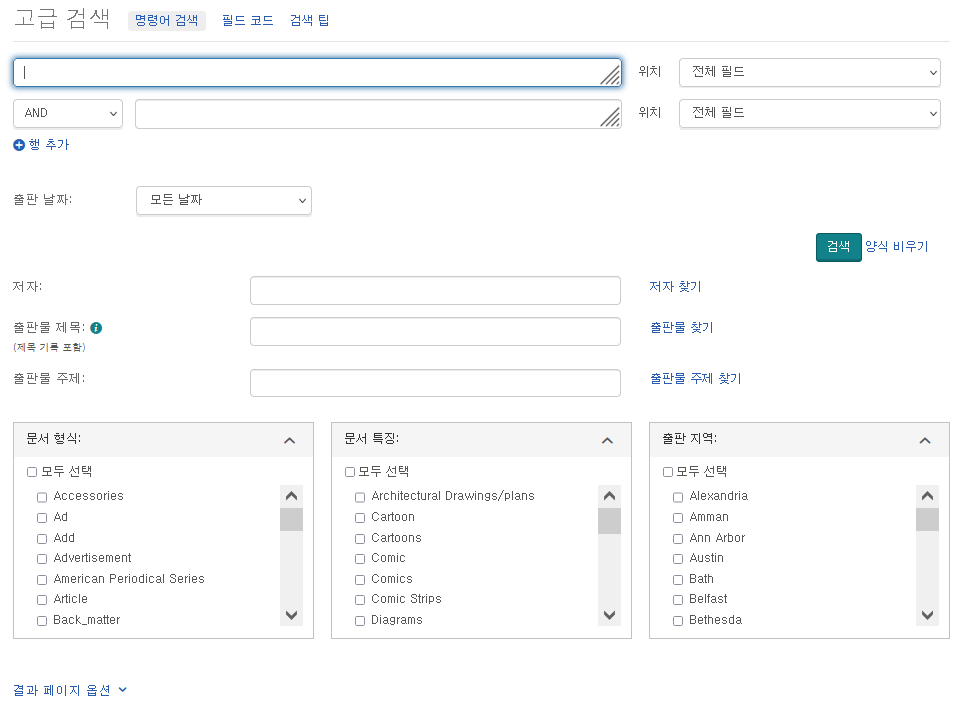 고급 검색 명령어 검색 필드 코드 검색 팁
위치 전체 필드
AND 위치 전체 필드
행 추가
출판 날짜: 모든 날짜
검색 양식 비우기
저자: 저자 찾기
출판물 제목: 출판물 찾기
(제목 기록 포함)
출판물 주제: 출판물 주제 찾기
문서 형식:
모두 선택
Accessories
Ad
Add
Advertisement
American Periodical Series
Article
Back_matter
문서 특징:
모두 선택
Architectural Drawings/plans
Cartoon
Cartoons
Comic
Comics
Comic Strips
Diagrams
출판 지역:
모두 선택
Alexandria
Amman
Ann Arbor
Austin
Bath
Belfast
Bethesda
결과 페이지 옵션